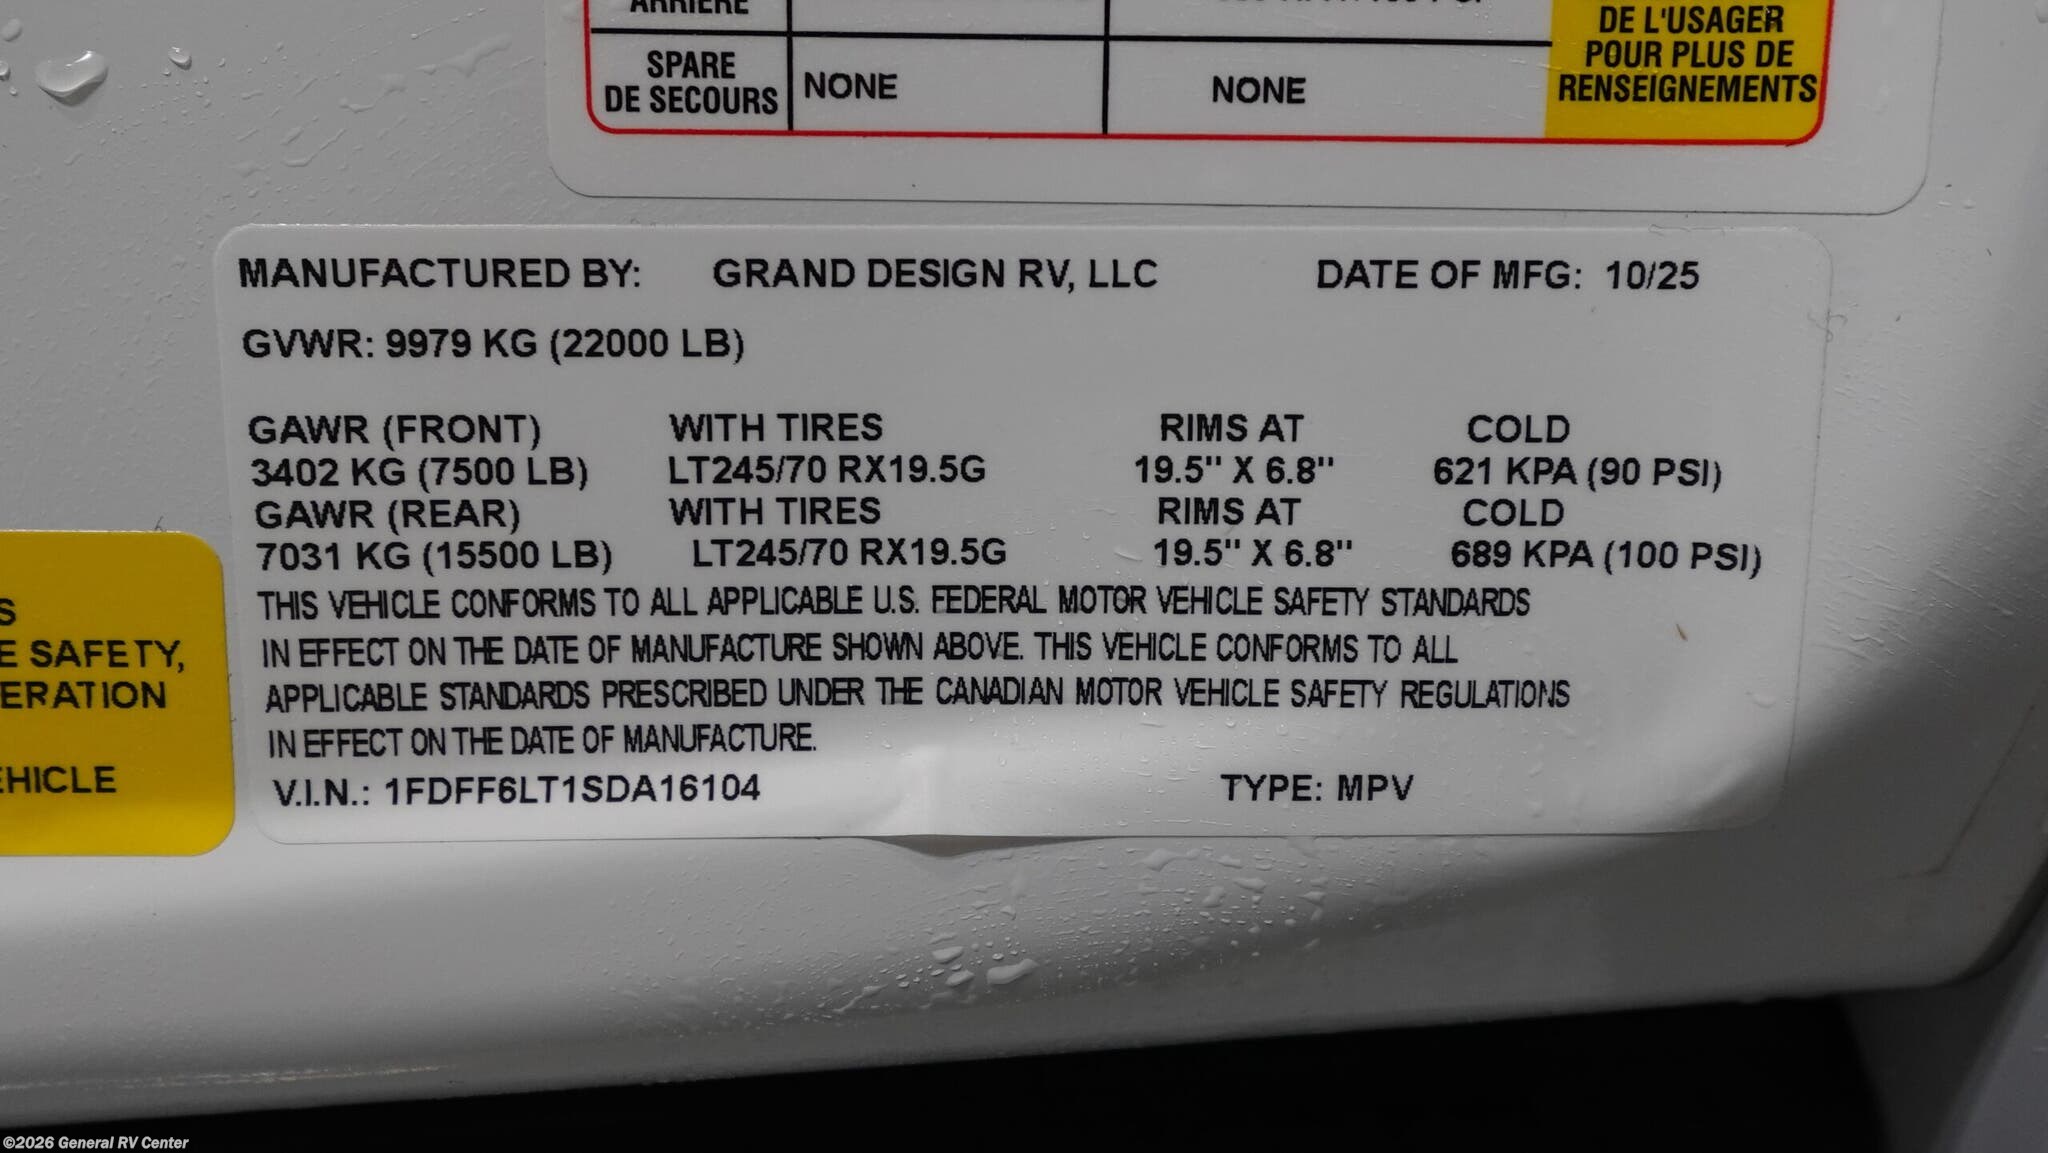 ARRIÈRE
DE L'USAGER
POUR PLUS DE
RENSEIGNEMENTS
SPARE
DE SECOURS
NONE
NONE
MANUFACTURED BY: GRAND DESIGN RV, LLC DATE OF MFG: 10/25
GVWR: 9979 KG (22000 LB)
GAWR (FRONT) WITH TIRES RIMS AT COLD
3402 KG (7500 LB) LT245/70 RX19.5G 19.5" X 6.8" 621 KPA (90 PSI)
GAWR (REAR) WITH TIRES RIMS AT COLD
7031 KG (15500 LB) LT245/70 RX19.5G 19.5" X 6.8" 689 KPA (100 PSI)
THIS VEHICLE CONFORMS TO ALL APPLICABLE U.S. FEDERAL MOTOR VEHICLE SAFETY STANDARDS
IN EFFECT ON THE DATE OF MANUFACTURE SHOWN ABOVE. THIS VEHICLE CONFORMS TO ALL
APPLICABLE STANDARDS PRESCRIBED UNDER THE CANADIAN MOTOR VEHICLE SAFETY REGULATIONS
IN EFFECT ON THE DATE OF MANUFACTURE.
V.I.N.: 1FDFF6LT1SDA16104 TYPE: MPV
S
E SAFETY,
ERATION
EHICLE
©2026 General RV Center